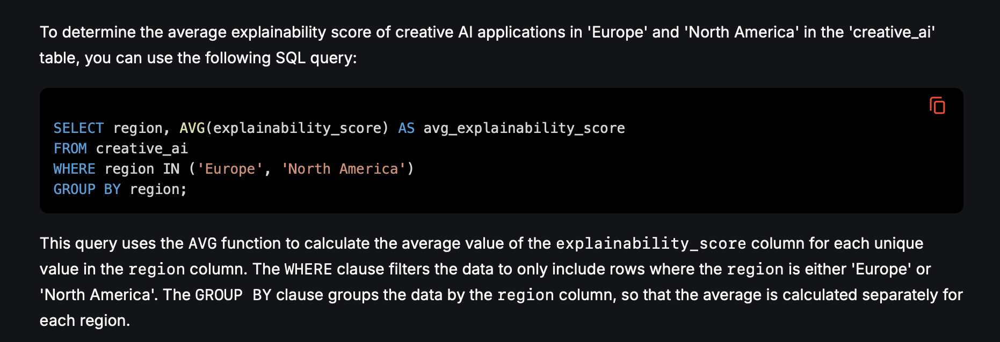 To determine the average explainability score of creative AI applications in 'Europe' and 'North America' in the 'creative_ai'
table, you can use the following SQL query:
SELECT region, AVG(explainability_score) AS avg_explainability_score
FROM creative_ai
WHERE region IN ('Europe', 'North America')
GROUP BY region;
This query uses the AVG function to calculate the average value of the explainability_score column for each unique
value in the region column. The WHERE clause filters the data to only include rows where the region is either 'Europe' or
'North America'. The GROUP BY clause groups the data by the region column, so that the average is calculated separately for
each region.